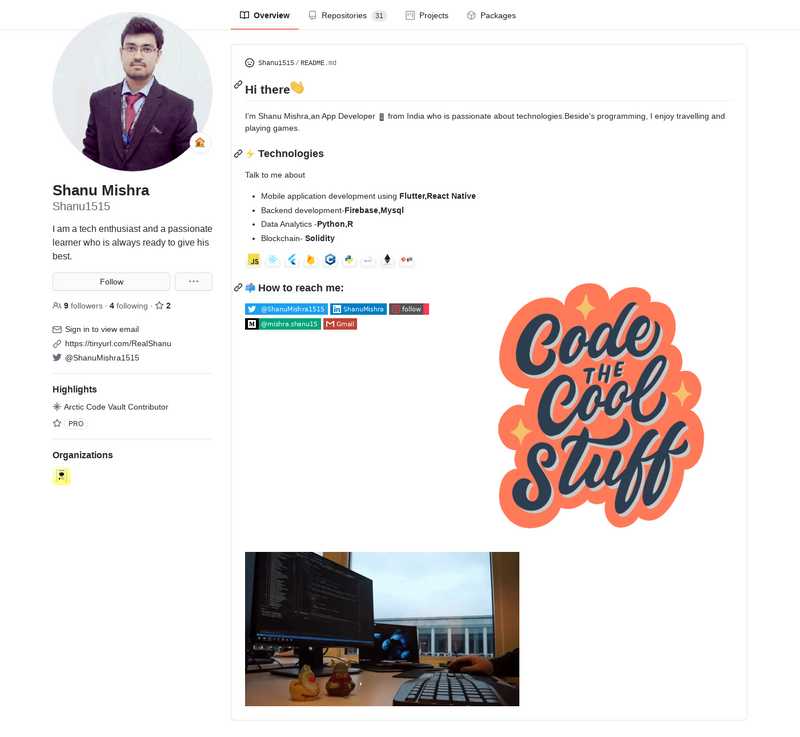 Overview
Repositories 31
Projects
Packages
Shanu Mishra
Shanu1515
I am a tech enthusiast and a passionate
learner who is always ready to give his
best.
Follow
9 followers · 4 following · 2
Sign in to view email
https://tinyurl.com/RealShanu
@ShanuMishra1515
Highlights
Arctic Code Vault Contributor
PRO
Organizations
Shanu1515 / README.md
Hi there👋
I'm Shanu Mishra,an App Developer 📱 from India who is passionate about technologies.Beside's programming, I enjoy travelling and
playing games.
⚡ Technologies
Talk to me about
• Mobile application development using Flutter,React Native
• Backend development-Firebase,Mysql
• Data Analytics -Python,R
• Blockchain- Solidity
JS
📫 How to reach me:
@ShanuMishra1515
in ShanuMishra
follow
M @mishra.shanu15
Gmail
Code
THE
Cool
Stuff